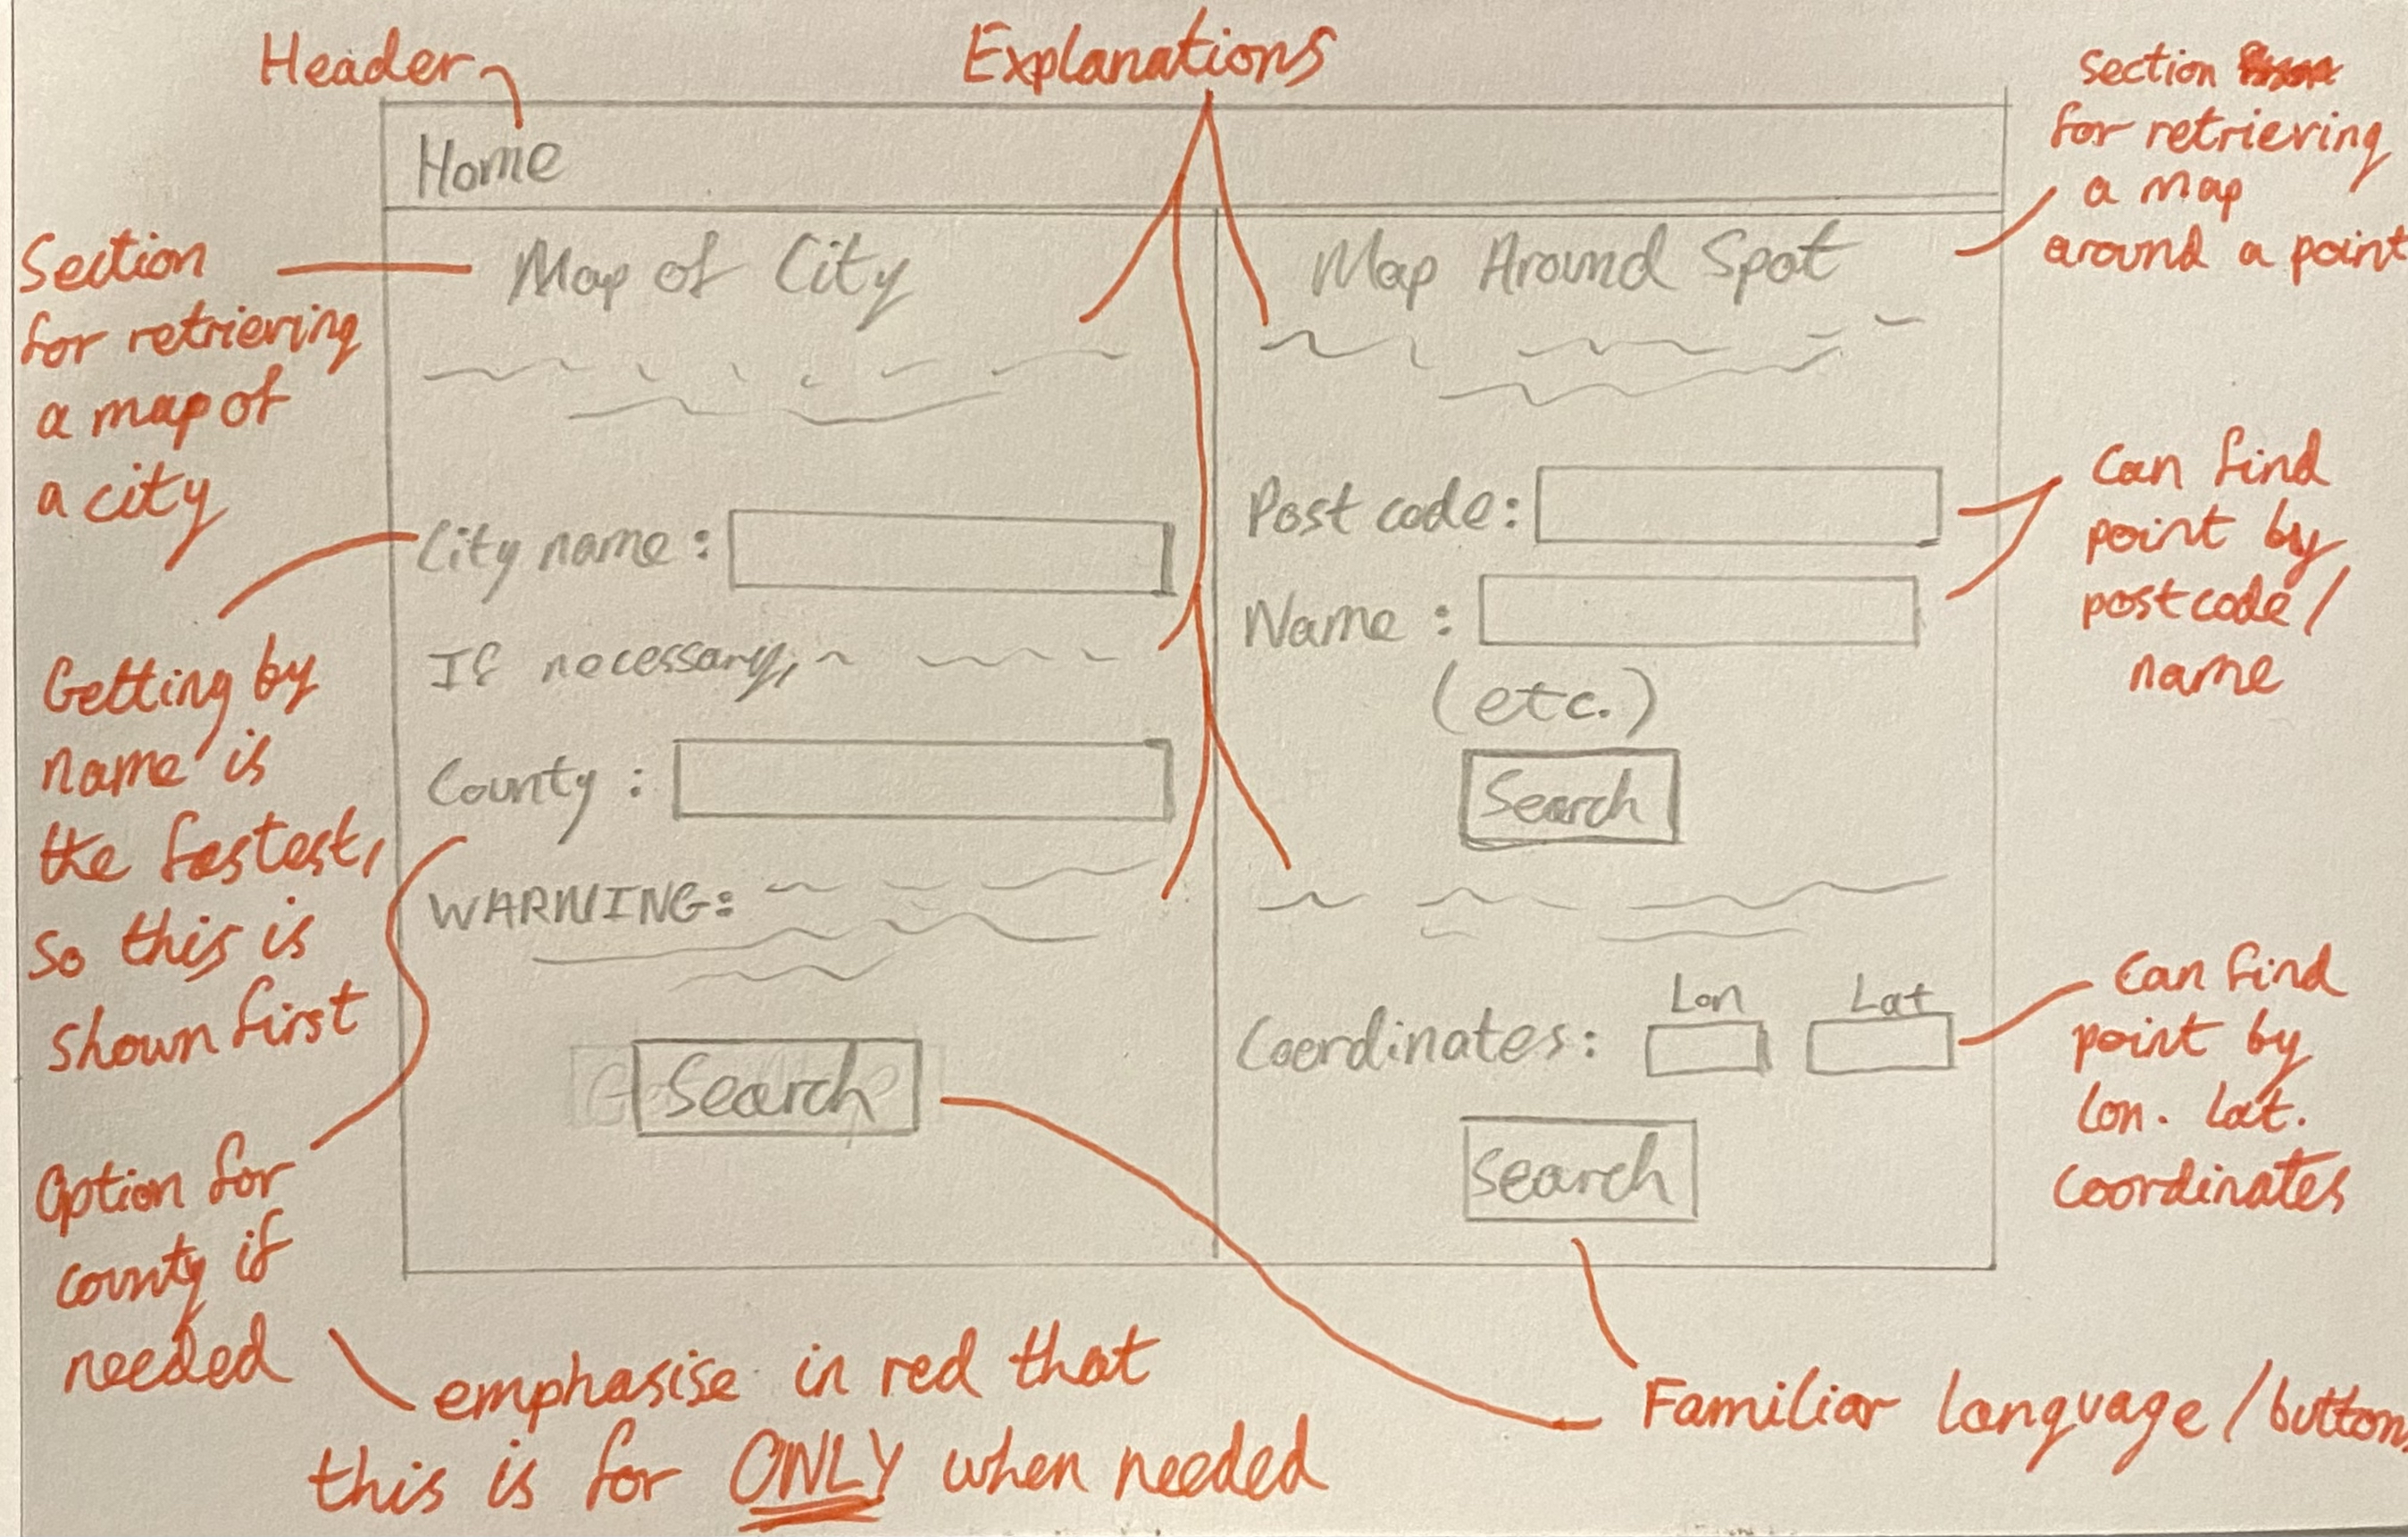 Header
Explanations
Section
for retrieving
a map
around a point
Home
Section
for retrieving
a map of
a city
Map of City
Map Around Spot
City name:
Post code:
Can find
point by
postcode/
name
Name:
If necessary,
(etc.)
Getting by
name is
the fastest,
so this is
shown first
County:
Search
WARNING:
Lon
Lat
Coordinates:
Can find
point by
Lon. Lat.
Coordinates
Search
Search
Option for
county if
needed
emphasise in red that
this is for ONLY when needed
Familiar language/button